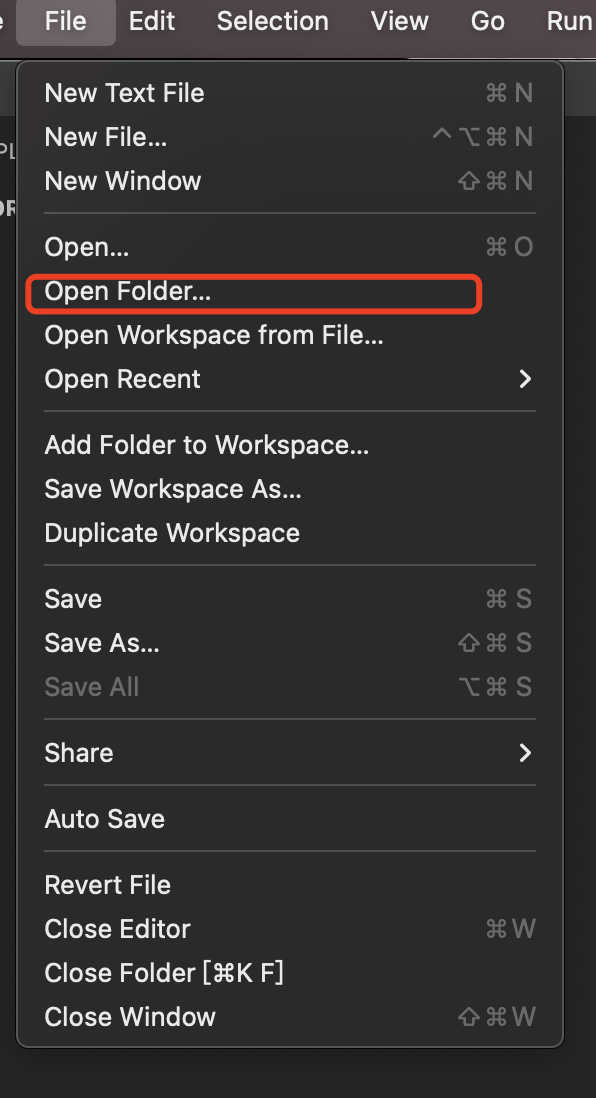 File Edit Selection View Go Run
New Text File ⌘ N
New File... ^⌥⌘ N
New Window ⇧⌘ N
Open... ⌘ O
Open Folder...
Open Workspace from File...
Open Recent
Add Folder to Workspace...
Save Workspace As...
Duplicate Workspace
Save ⌘ S
Save As... ⇧⌘ S
Save All ⌥⌘ S
Share
Auto Save
Revert File
Close Editor ⌘W
Close Folder [⌘K F]
Close Window ⇧⌘W